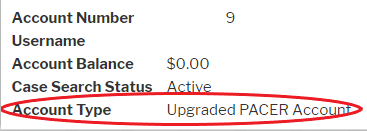 Account Number 9
Username
Account Balance $0.00
Case Search Status Active
Account Type Upgraded PACER Account